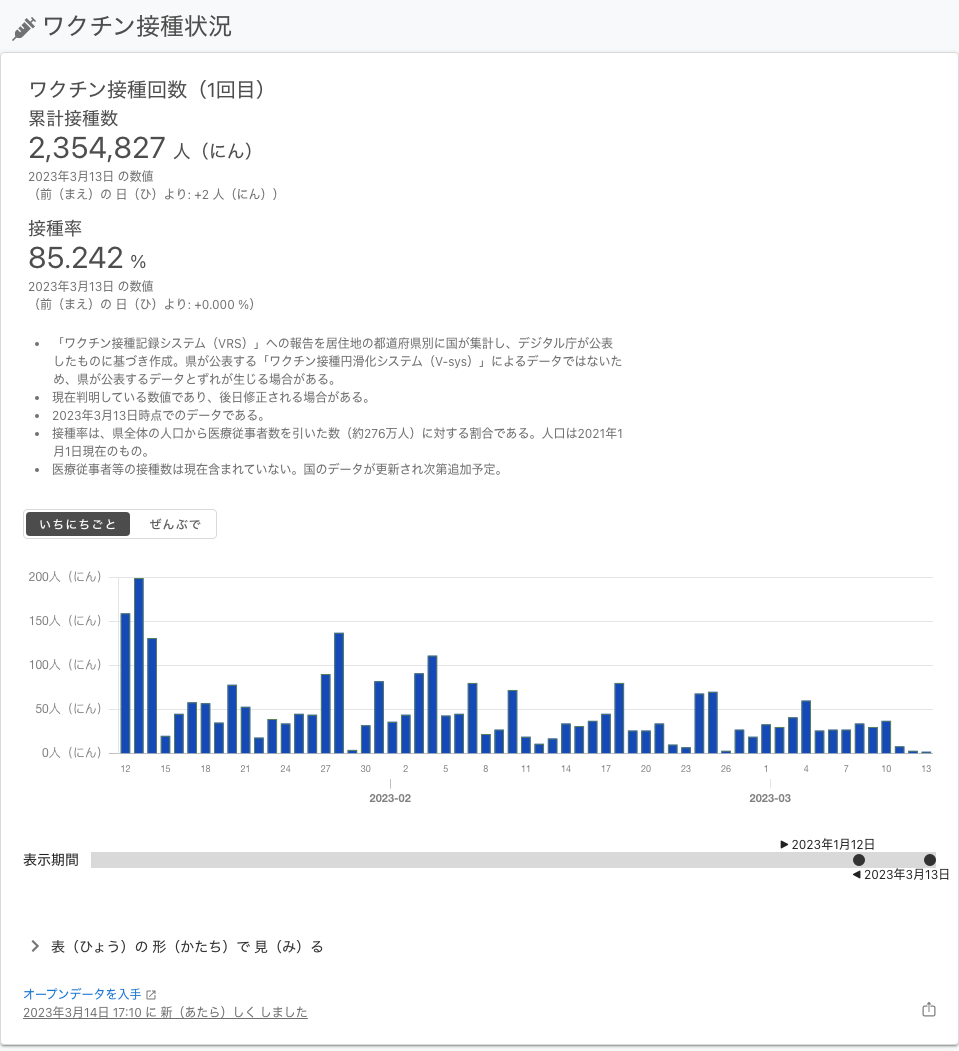 ワクチン接種状況
ワクチン接種回数（1回目）
累計接種数
2,354,827 人（にん）
2023年3月13日 の数値
（前（まえ）の 日（ひ）より: +2 人（にん））
接種率
85.242 %
2023年3月13日 の数値
（前（まえ）の 日（ひ）より: +0.000 %）
• 「ワクチン接種記録システム（VRS）」への報告を居住地の都道府県別に国が集計し、デジタル庁が公表
したものに基づき作成。県が公表する「ワクチン接種円滑化システム（V-sys）」によるデータではないた
め、県が公表するデータとずれが生じる場合がある。
• 現在判明している数値であり、後日修正される場合がある。
• 2023年3月13日時点でのデータである。
• 接種率は、県全体の人口から医療従事者数を引いた数（約276万人）に対する割合である。人口は2021年1
月1日現在のもの。
• 医療従事者等の接種数は現在含まれていない。国のデータが更新され次第追加予定。
いちにちごと ぜんぶで
200人（にん）
150人（にん）
100人（にん）
50人（にん）
0人（にん）
12 15 18 21 24 27 30 2 5 8 11 14 17 20 23 26 1 4 7 10 13
2023-02 2023-03
▶ 2023年1月12日
表示期間
◀ 2023年3月13日
表（ひょう）の 形（かたち）で 見（み）る
オープンデータを入手
2023年3月14日 17:10 に 新（あたら）しく しました